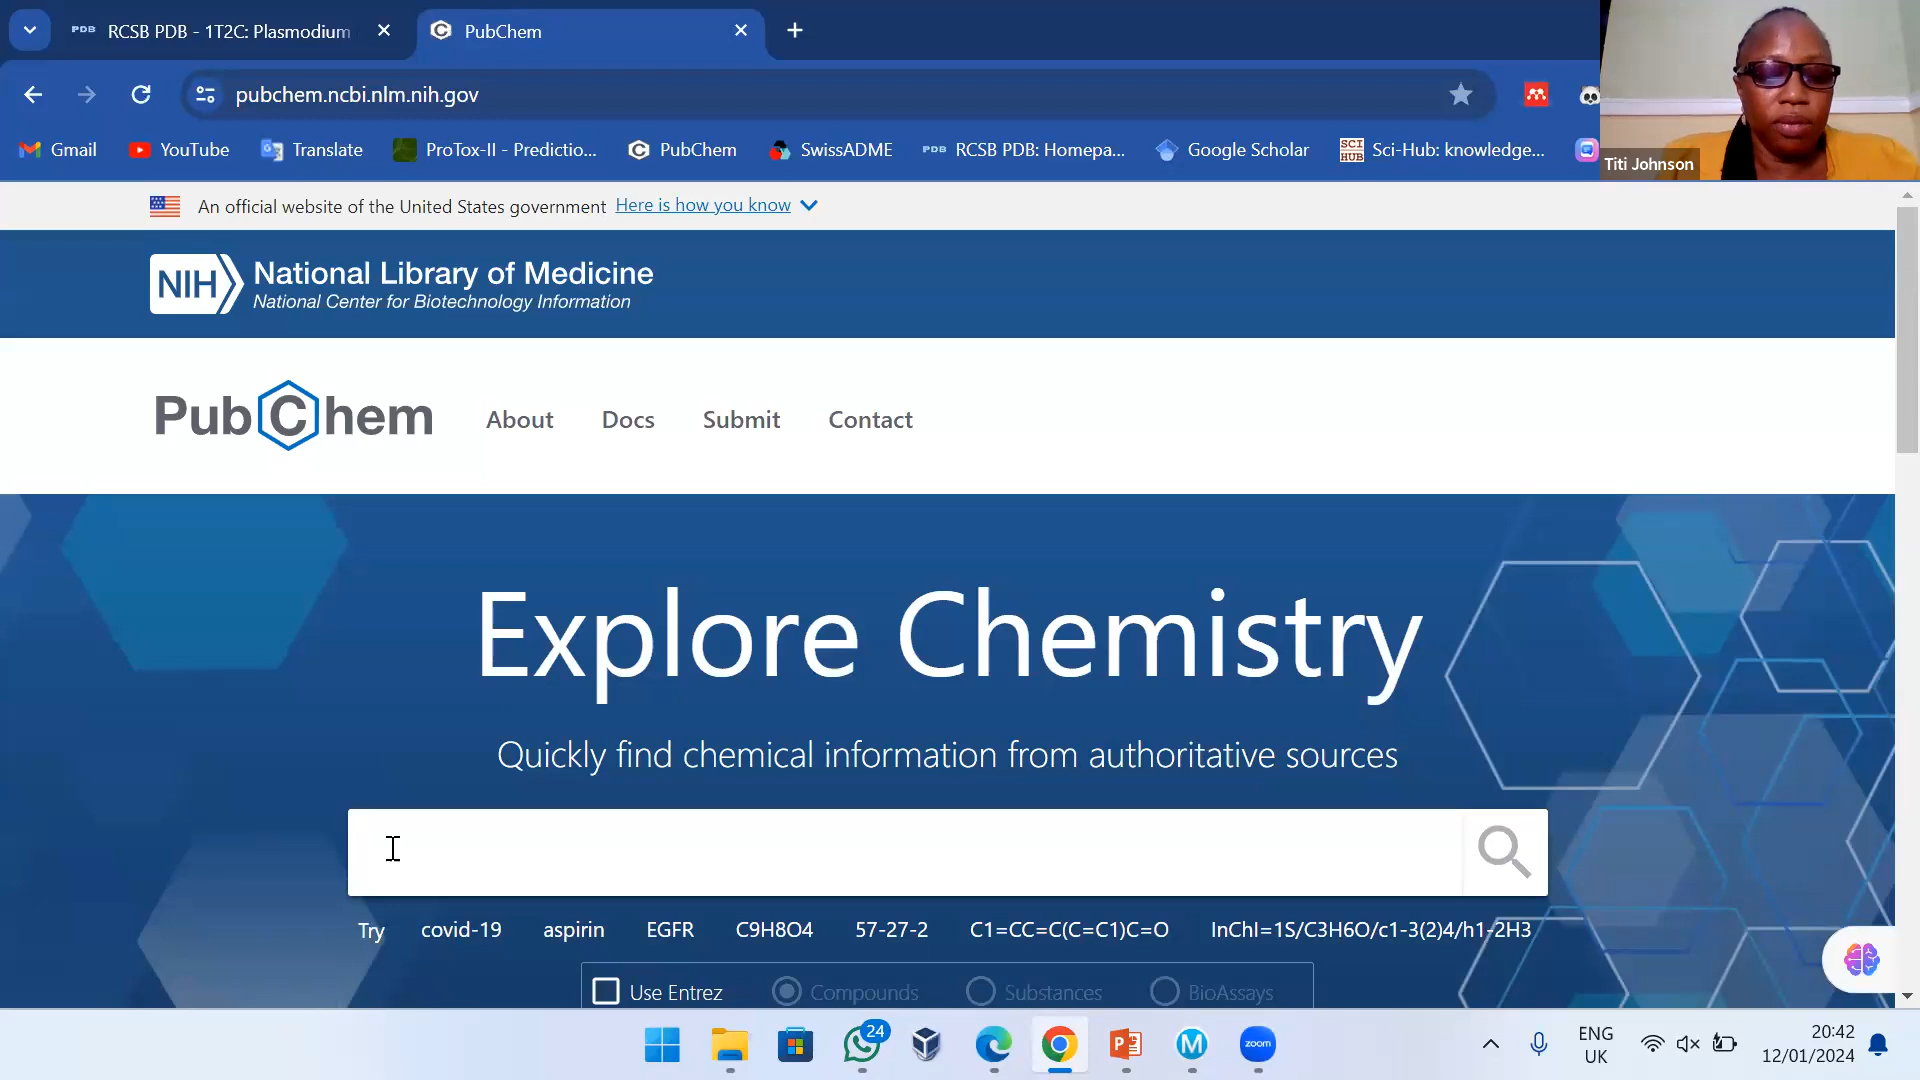 PDB RCSB PDB - 1T2C: Plasmodium
PubChem
pubchem.ncbi.nlm.nih.gov
Gmail
YouTube
Translate
ProTox-II - Predictio...
PubChem
SwissADME
PDB RCSB PDB: Homepa...
Google Scholar
SCI HUB Sci-Hub: knowledge...
Titi Johnson
An official website of the United States government Here is how you know
NIH National Library of Medicine
National Center for Biotechnology Information
PubChem About Docs Submit Contact
Explore Chemistry
Quickly find chemical information from authoritative sources
Try covid-19 aspirin EGFR C9H8O4 57-27-2 C1=CC=C(C=C1)C=O InChI=1S/C3H6O/c1-3(2)4/h1-2H3
Use Entrez Compounds Substances BioAssays
24
P
M
zoom
ENG
UK
20:42
12/01/2024